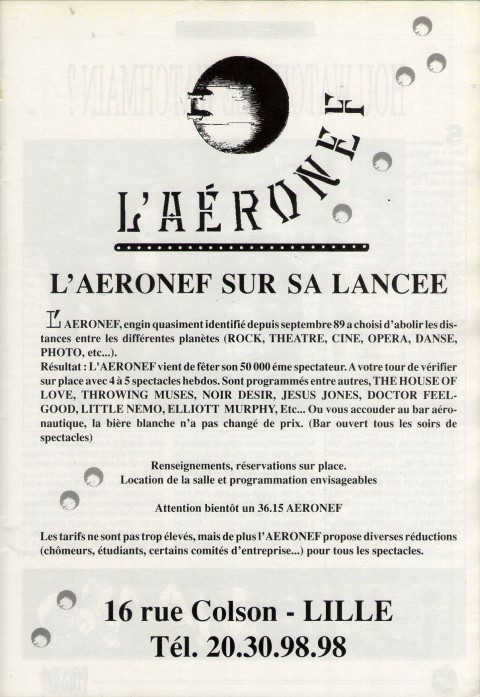 L'AÉRONEF
L'AERONEF SUR SA LANCEE
L'AERONEF, engin quasiment identifié depuis septembre 89 a choisi d'abolir les dis-
tances entre les différentes planètes (ROCK, THEATRE, CINE, OPERA, DANSE,
PHOTO, etc...).
Résultat : L'AERONEF vient de fêter son 50 000 éme spectateur. A votre tour de vérifier
sur place avec 4 à 5 spectacles hebdos. Sont programmés entre autres, THE HOUSE OF
LOVE, THROWING MUSES, NOIR DESIR, JESUS JONES, DOCTOR FEEL-
GOOD, LITTLE NEMO, ELLIOTT MURPHY, Etc... Ou vous accouder au bar aéro-
nautique, la bière blanche n'a pas changé de prix. (Bar ouvert tous les soirs de
spectacles)
Renseignements, réservations sur place.
Location de la salle et programmation envisageables
Attention bientôt un 36.15 AERONEF
Les tarifs ne sont pas trop élevés, mais de plus l'AERONEF propose diverses réductions
(chômeurs, étudiants, certains comités d'entreprise...) pour tous les spectacles.
16 rue Colson - LILLE
Tél. 20.30.98.98